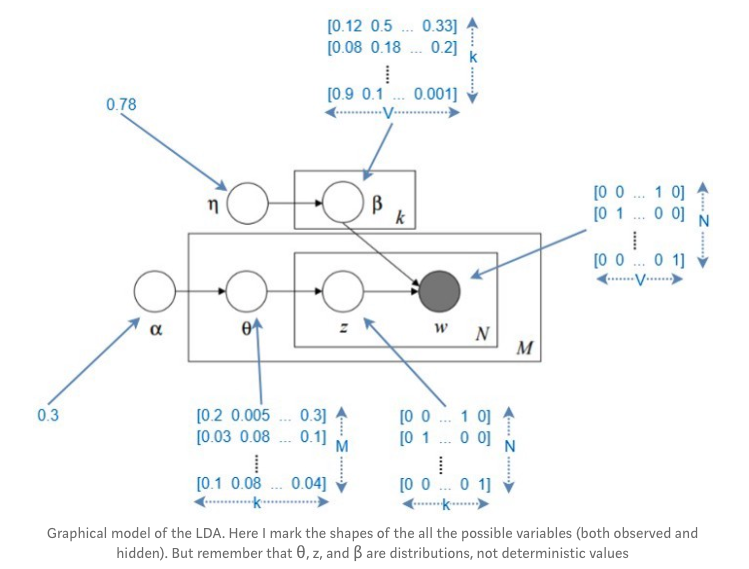 [0.12 0.5 ... 0.33]
[0.08 0.18 ... 0.2]
k
[0.9 0.1 ... 0.001]
V
0.78
η
β
k
[0 0 ... 1 0]
[0 1 ... 0 0]
N
[0 0 ... 0 1]
V
α
θ
z
w
N
M
0.3
[0.2 0.005 ... 0.3]
[0.03 0.08 ... 0.1]
M
[0.1 0.08 ... 0.04]
k
[0 0 ... 1 0]
[0 1 ... 0 0]
N
[0 0 ... 0 1]
k
Graphical model of the LDA. Here I mark the shapes of the all the possible variables (both observed and
hidden). But remember that θ, z, and β are distributions, not deterministic values